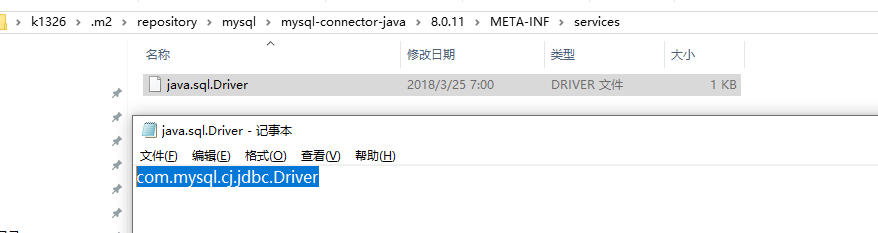 k1326 > .m2 > repository > mysql > mysql-connector-java > 8.0.11 > META-INF > services
名称 修改日期 类型 大小
java.sql.Driver 2018/3/25 7:00 DRIVER 文件 1 KB
java.sql.Driver - 记事本
文件(F) 编辑(E) 格式(O) 查看(V) 帮助(H)
com.mysql.cj.jdbc.Driver